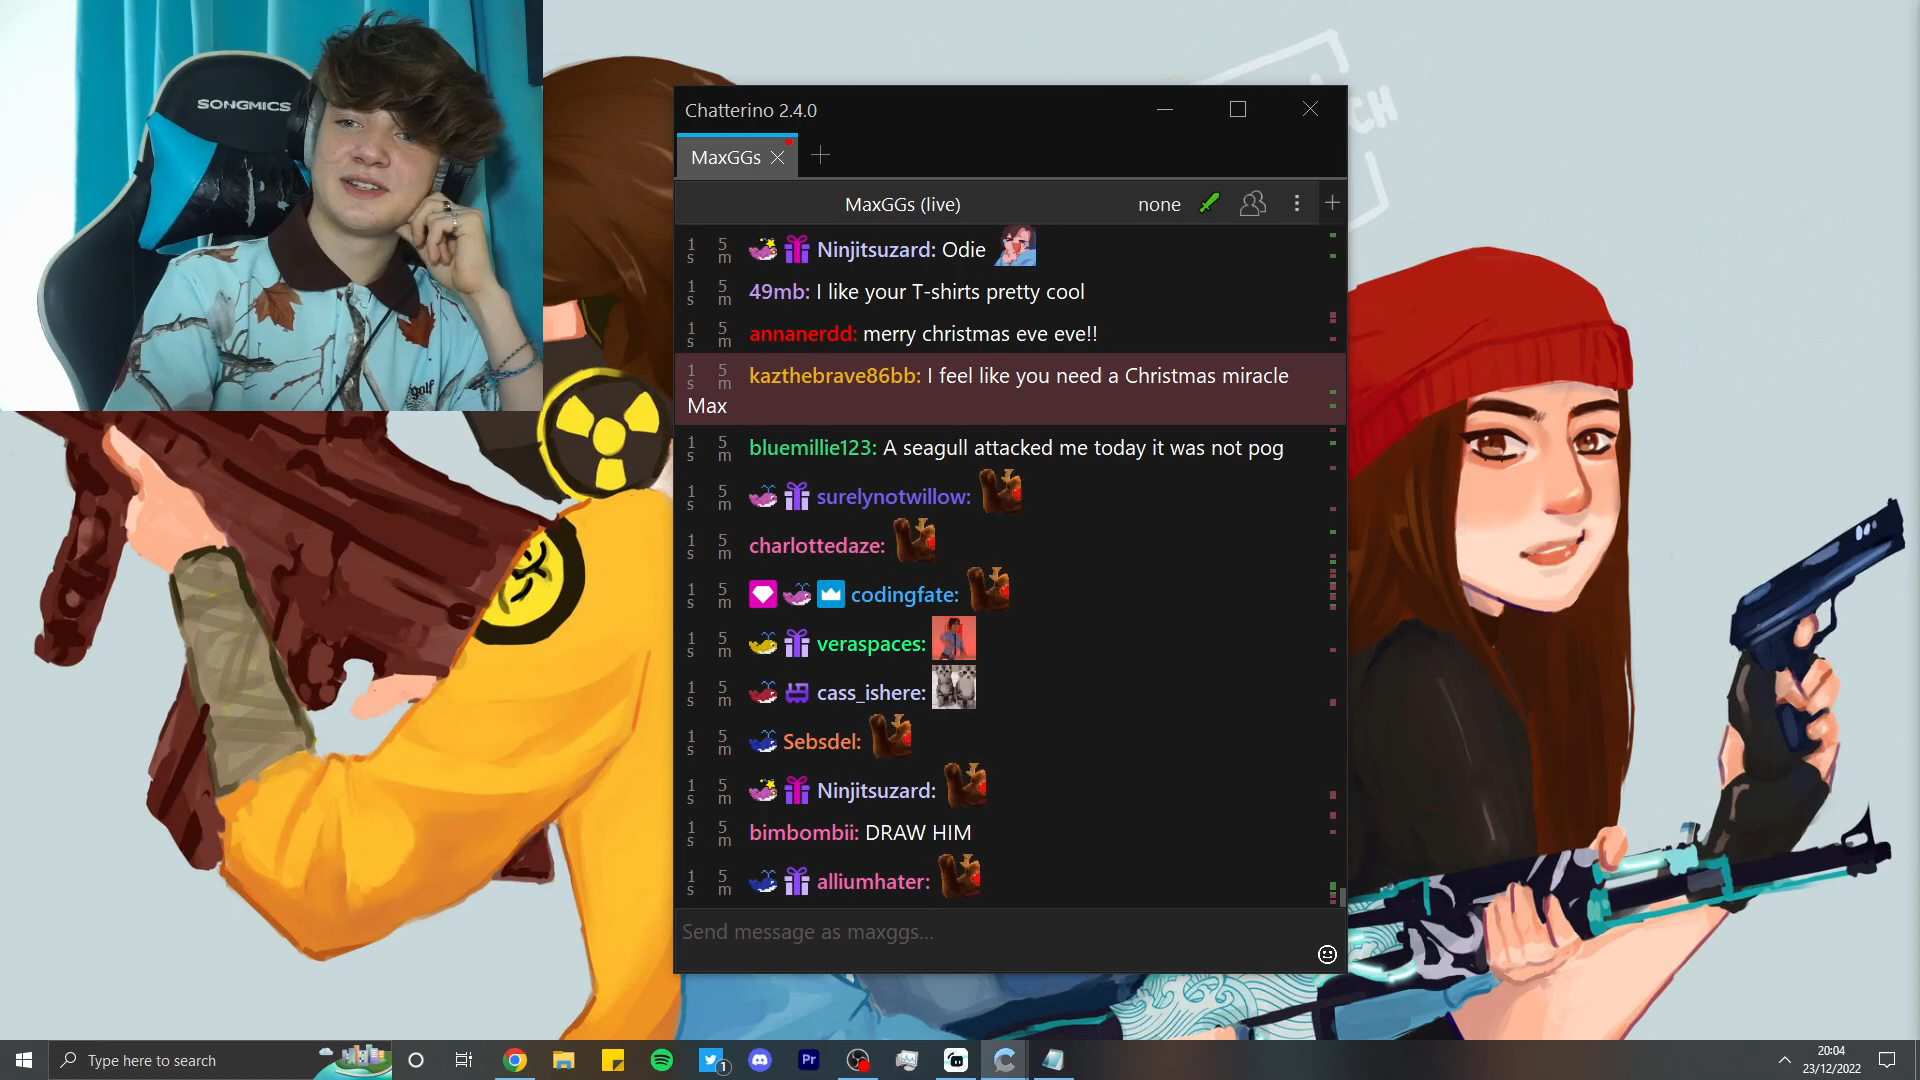 SONGMICS
golf
CH
Chatterino 2.4.0
MaxGGs
MaxGGs (live)
none
1s 5m Ninjitsuzard: Odie
1s 5m 49mb: I like your T-shirts pretty cool
1s 5m annanerdd: merry christmas eve eve!!
1s 5m kazthebrave86bb: I feel like you need a Christmas miracle
Max
1s 5m bluemillie123: A seagull attacked me today it was not pog
1s 5m surelynotwillow:
1s 5m charlottedaze:
1s 5m codingfate:
1s 5m veraspaces:
1s 5m cass_ishere:
1s 5m Sebsdel:
1s 5m Ninjitsuzard:
1s 5m bimbombii: DRAW HIM
1s 5m alliumhater:
Send message as maxggs...
Type here to search
1
Pr
20:04
23/12/2022